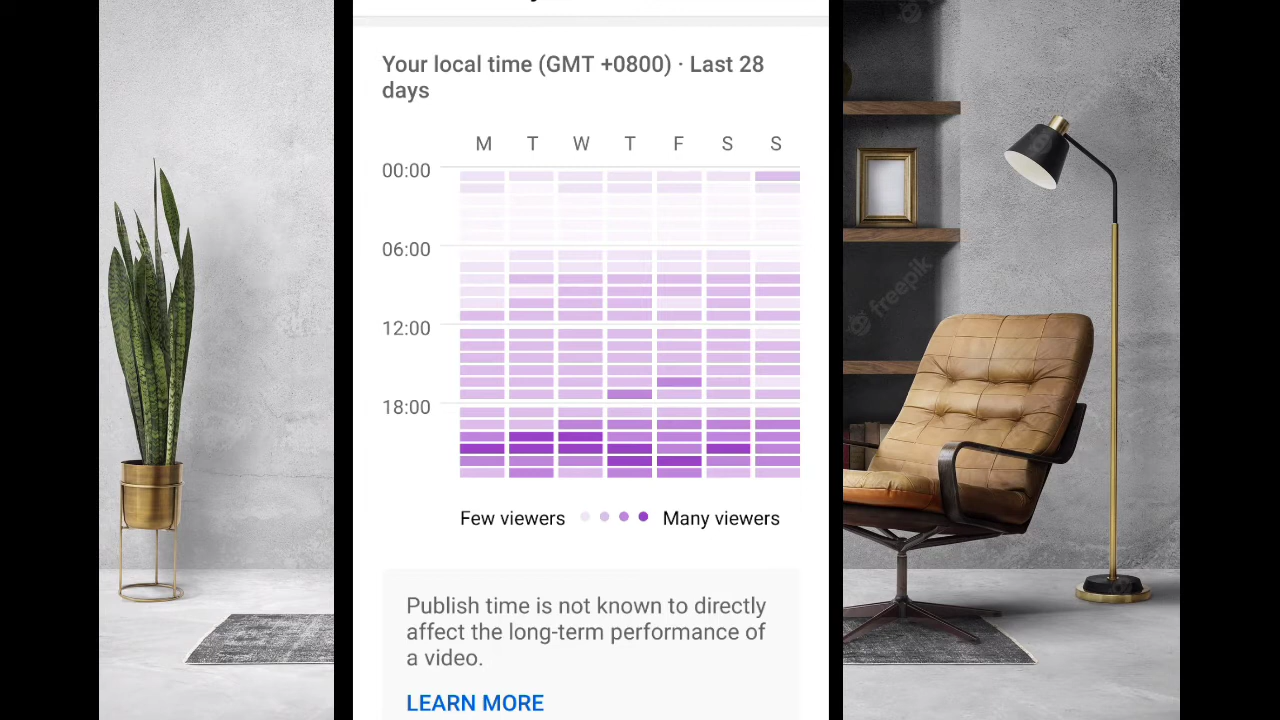 Your local time (GMT +0800) · Last 28
days
M T W T F S S
00:00
06:00
12:00
18:00
Few viewers Many viewers
Publish time is not known to directly
affect the long-term performance of
a video.
LEARN MORE
freepik